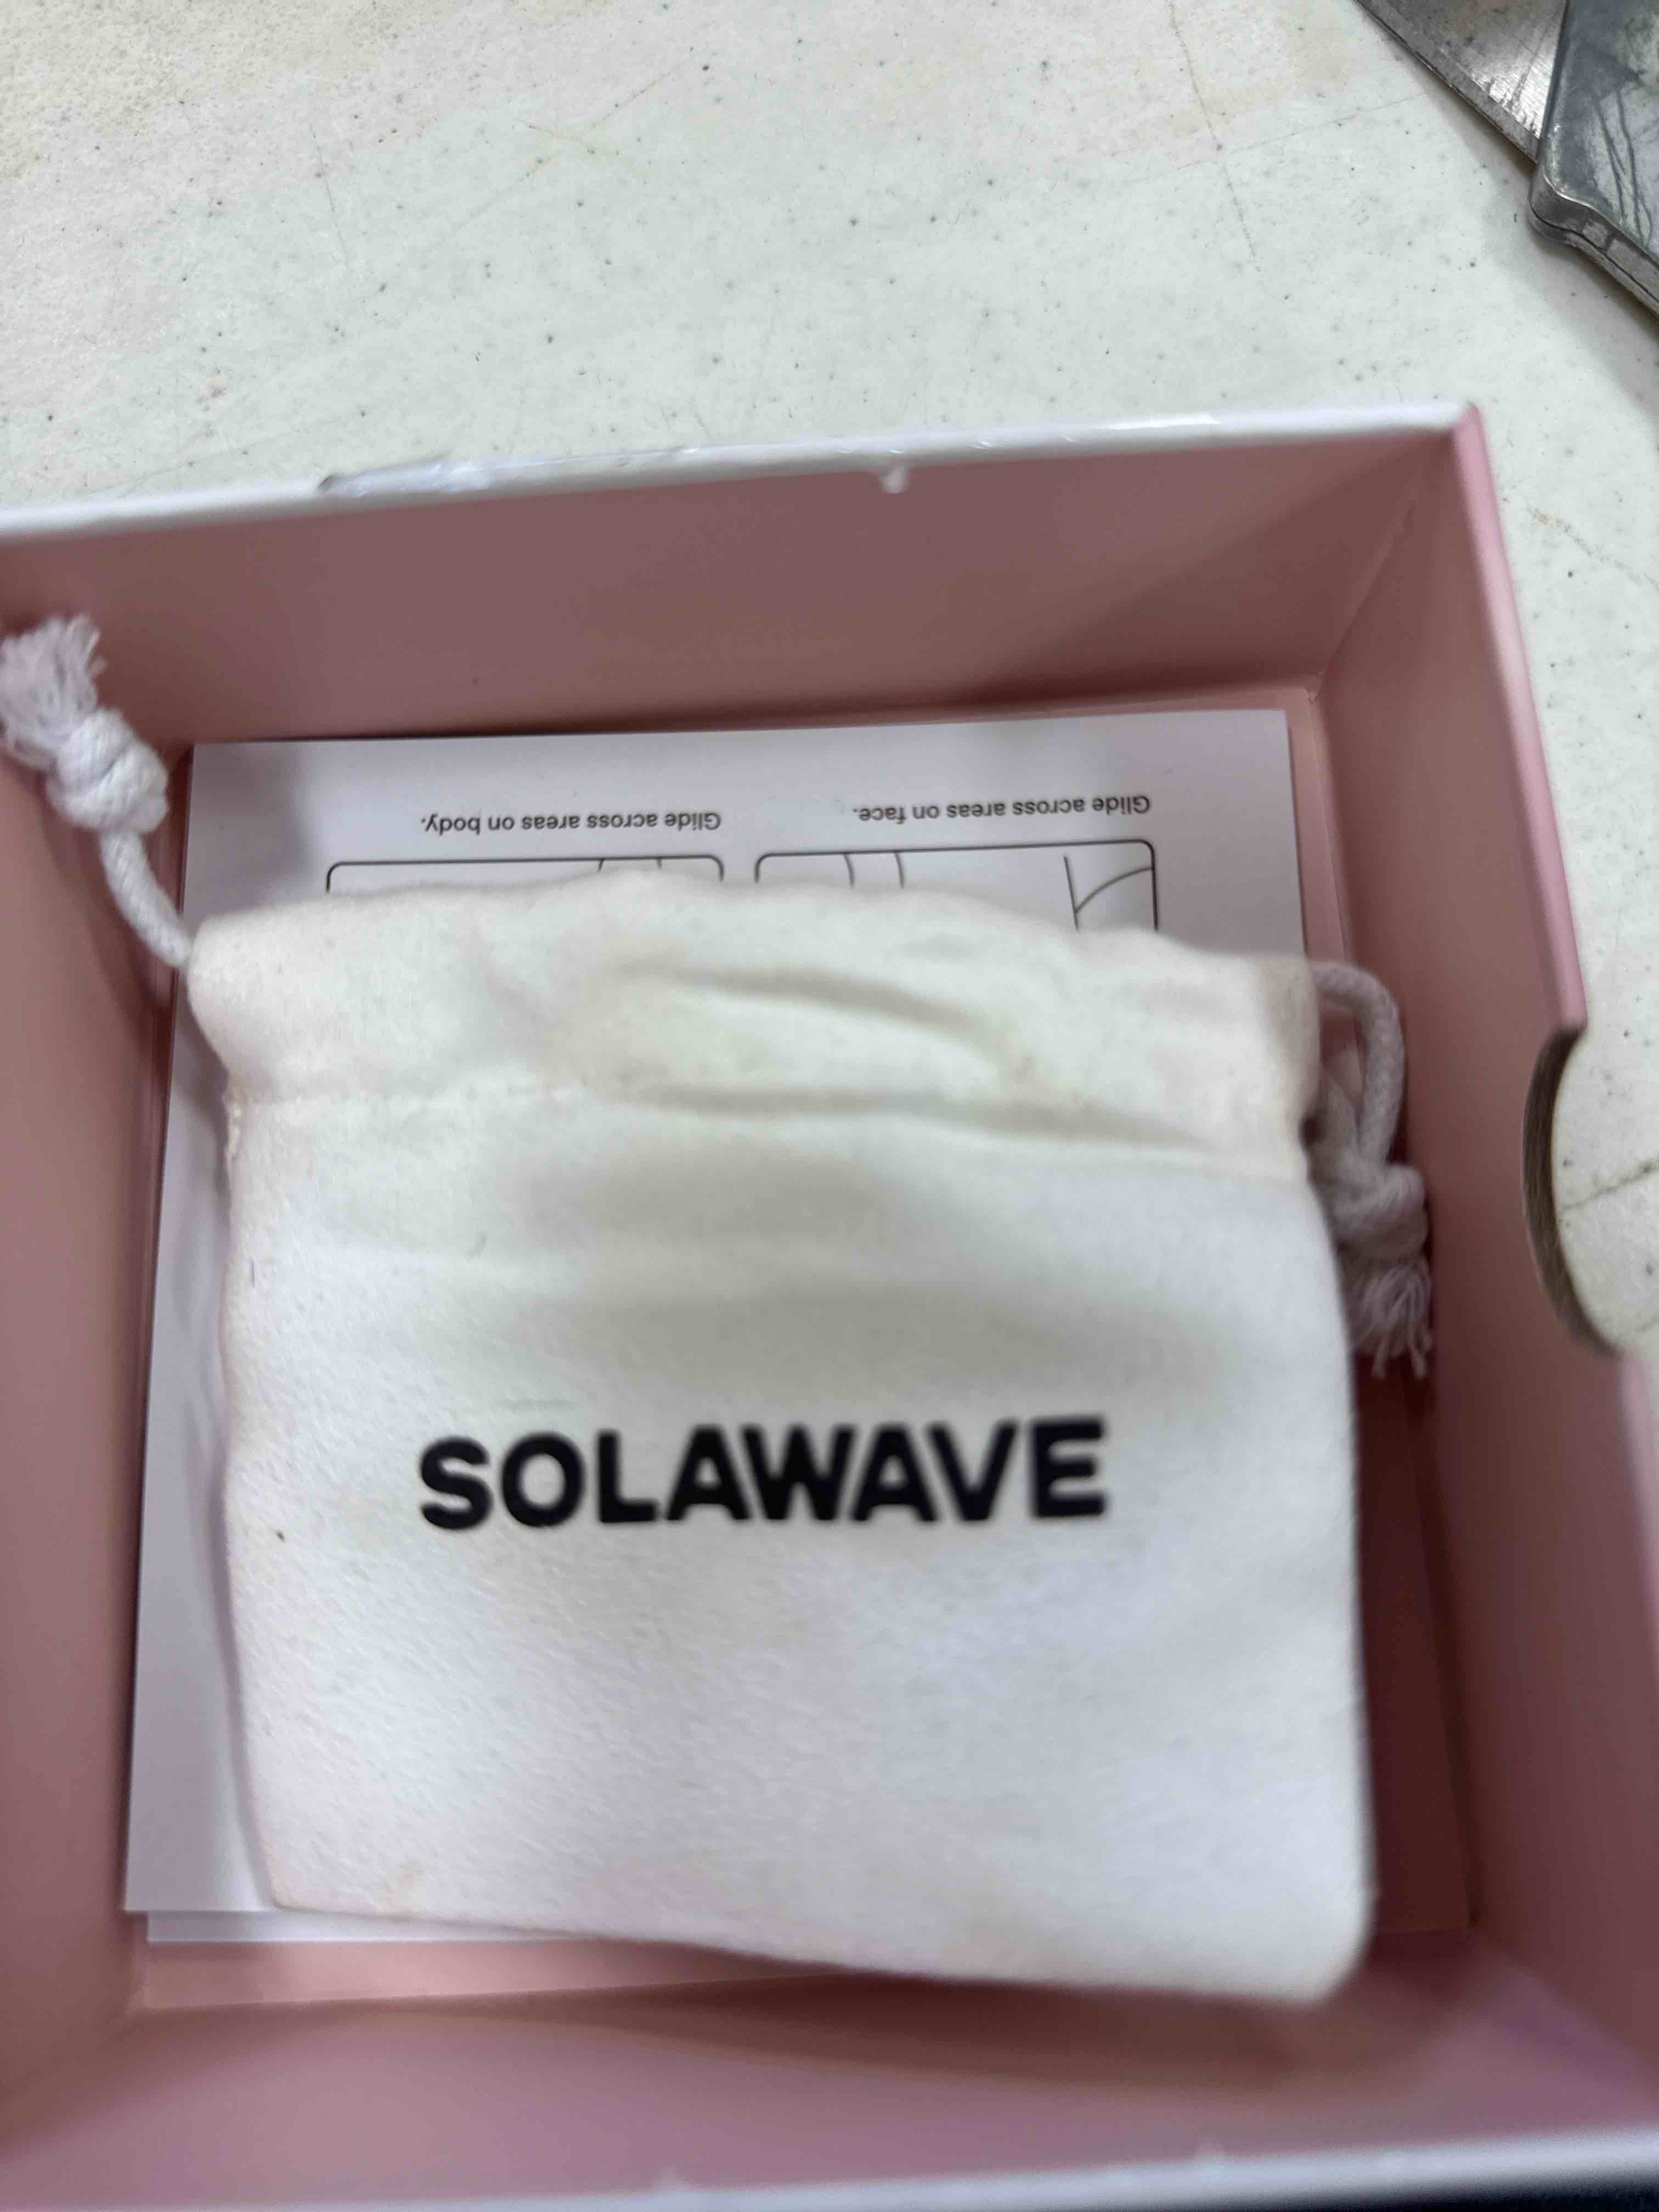 Glide across areas on face.
Glide across areas on body.
SOLAWAVE